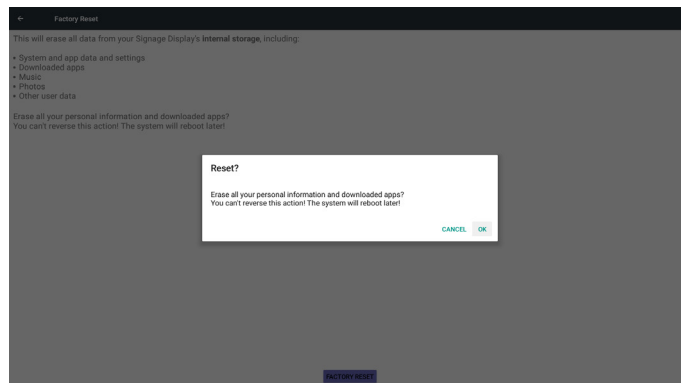 ← Factory Reset
This will erase all data from your Signage Display's internal storage, including:
• System and app data and settings
• Downloaded apps
• Music
• Photos
• Other user data
Erase all your personal information and downloaded apps?
You can't reverse this action! The system will reboot later!
Reset?
Erase all your personal information and downloaded apps?
You can't reverse this action! The system will reboot later!
CANCEL OK
FACTORY RESET